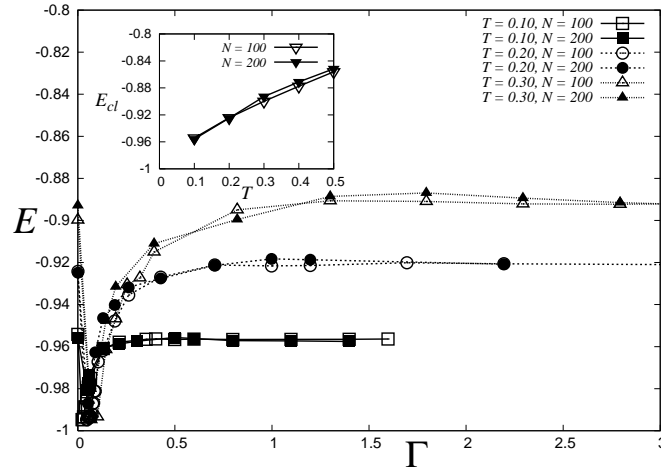 -0.8
-0.82
-0.84
-0.86
-0.88
-0.9
-0.92
-0.94
-0.96
-0.98
-1
0 0.5 1 1.5 2 2.5 3
E
Γ
T = 0.10, N = 100
T = 0.10, N = 200
T = 0.20, N = 100
T = 0.20, N = 200
T = 0.30, N = 100
T = 0.30, N = 200
-0.8
-0.84
-0.88
-0.92
-0.96
-1
0 0.1 0.2 0.3 0.4 0.5
E_cl
T
N = 100
N = 200